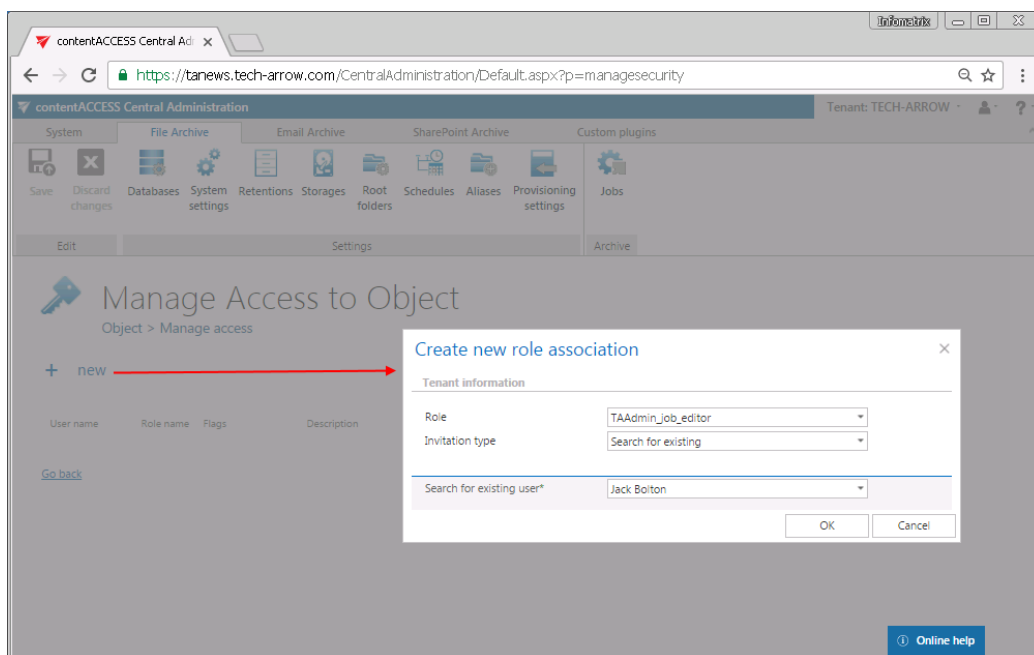 Infometrix
contentACCESS Central Adr
https://tanews.tech-arrow.com/CentralAdministration/Default.aspx?p=managesecurity
contentACCESS Central Administration
Tenant: TECH-ARROW
?
System File Archive Email Archive SharePoint Archive Custom plugins
Save Discard changes Databases System settings Retentions Storages Root folders Schedules Aliases Provisioning settings Jobs
Edit Settings Archive
Manage Access to Object
Object > Manage access
+ new
User name Role name Flags Description
Go back
Create new role association
Tenant information
Role TAAdmin_job_editor
Invitation type Search for existing
Search for existing user* Jack Bolton
OK Cancel
Online help